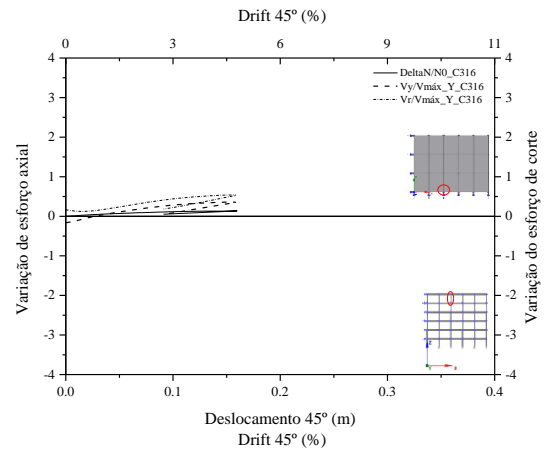 Drift 45º (%)
0 3 6 8 11
DeltaN/N0_C316
Vy/Vmáx_Y_C316
Vr/Vmáx_Y_C316
Variação de esforço axial
4
3
2
1
0
-1
-2
-3
-4
4
3
2
1
0
-1
-2
-3
-4
Variação do esforço de corte
0.0 0.1 0.2 0.3 0.4
Deslocamento 45º (m)
Drift 45º (%)